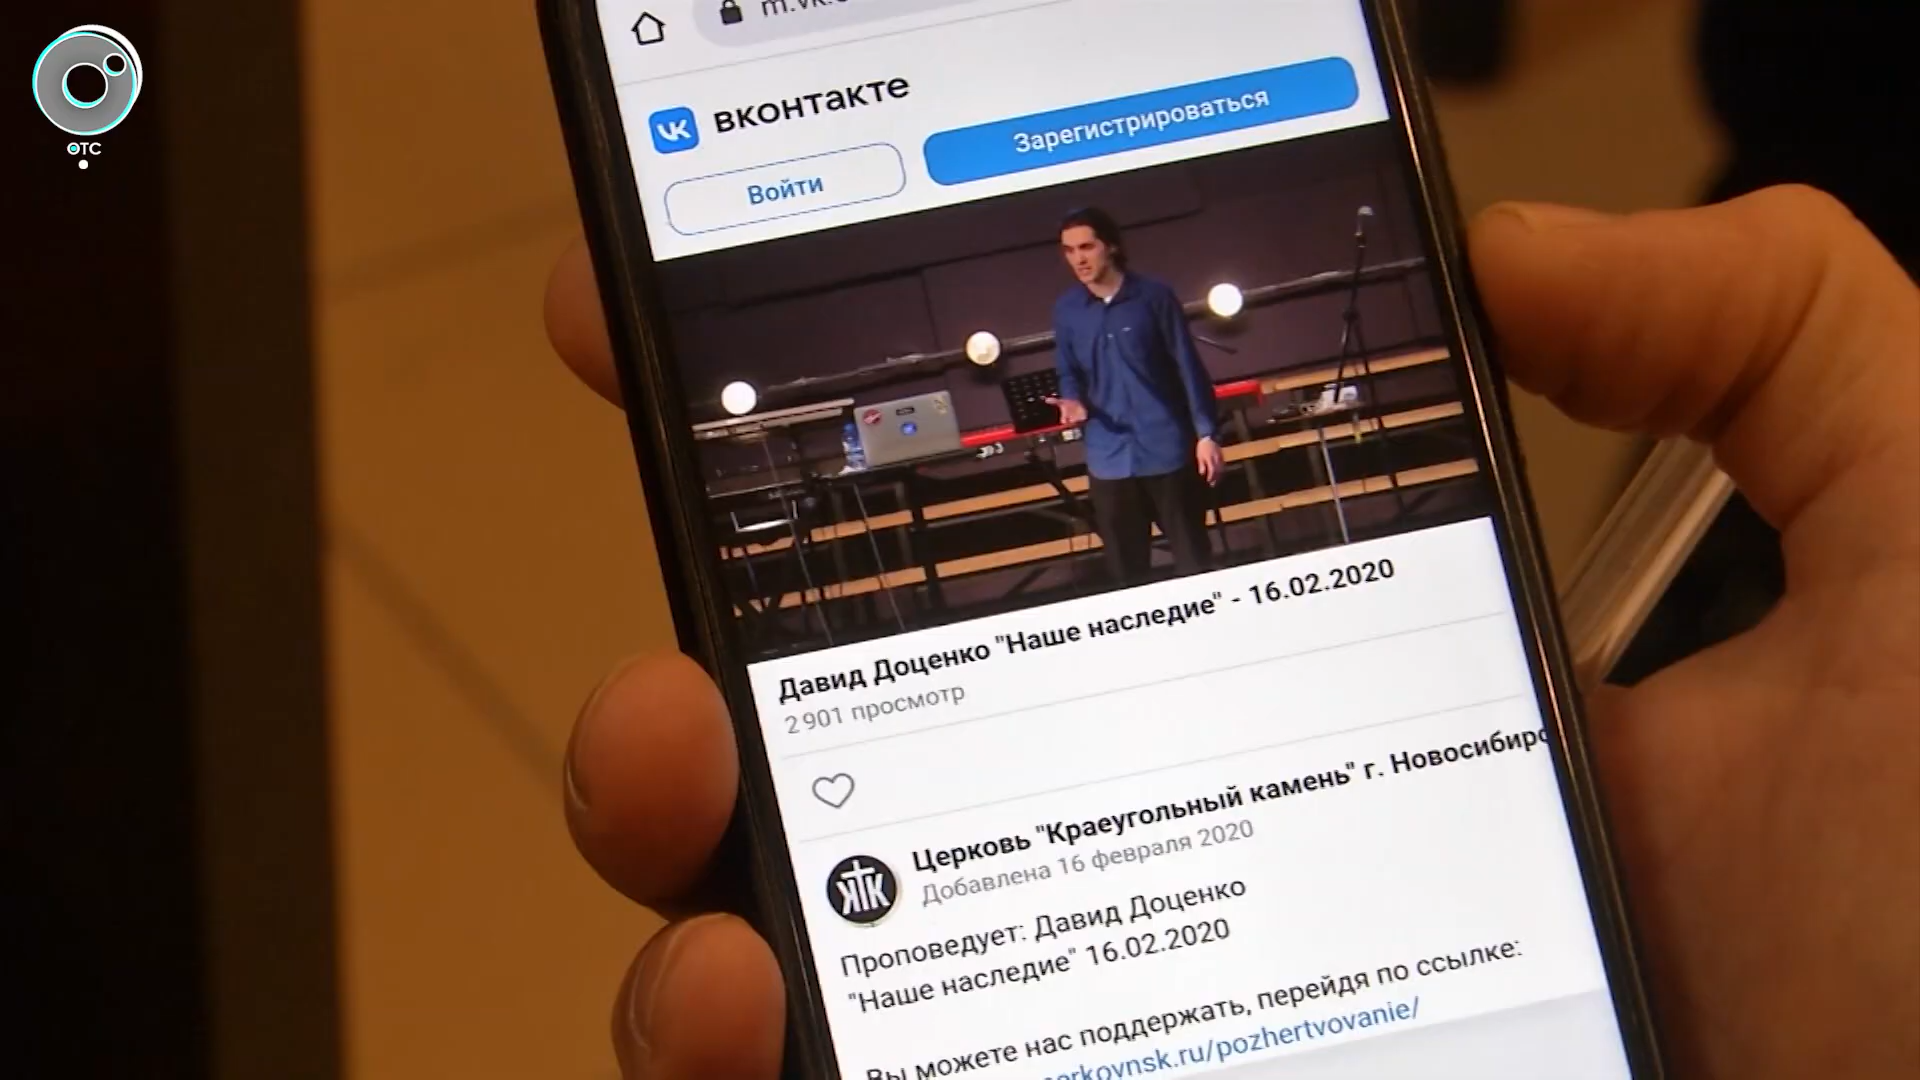 ОТС
вконтакте
Войти
Зарегистрироваться
Давид Доценко "Наше наследие" - 16.02.2020
2 901 просмотр
Церковь "Краеугольный камень" г. Новосибирс
Добавлена 16 февраля 2020
Проповедует: Давид Доценко
"Наше наследие" 16.02.2020
Вы можете нас поддержать, перейдя по ссылке:
erkovnsk.ru/pozhertvovanie/